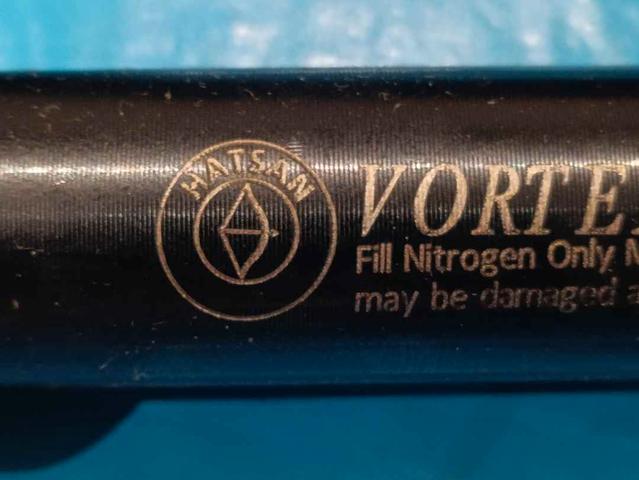 HATSAN
VORTE
Fill Nitrogen Only
may be damaged